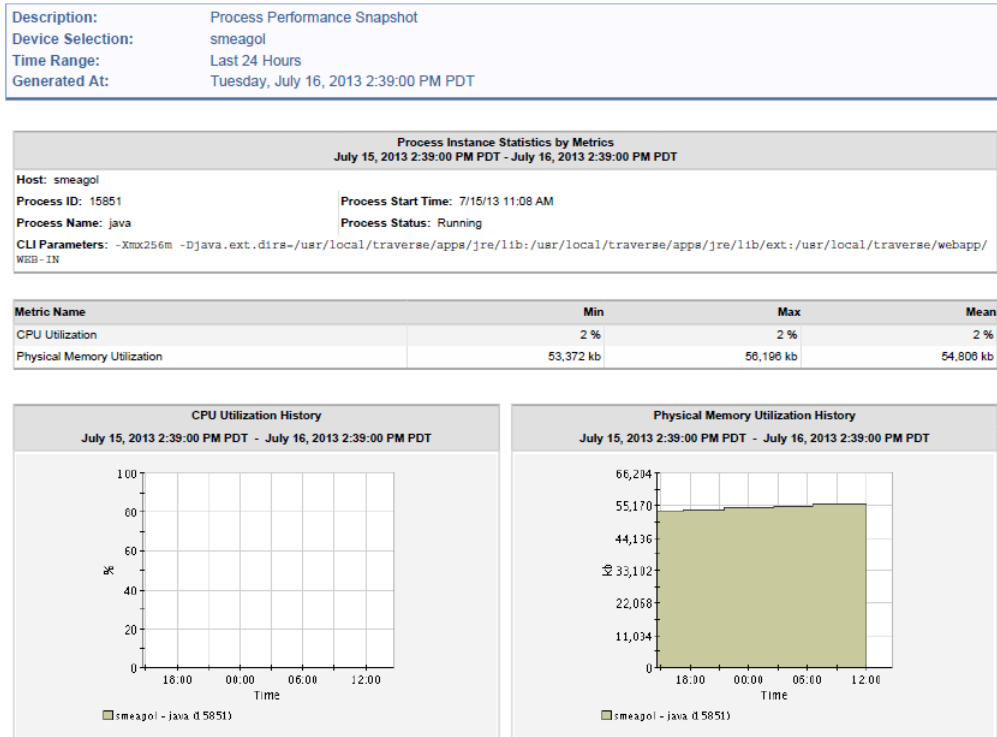 Description: Process Performance Snapshot
Device Selection: smeagol
Time Range: Last 24 Hours
Generated At: Tuesday, July 16, 2013 2:39:00 PM PDT
Process Instance Statistics by Metrics
July 15, 2013 2:39:00 PM PDT - July 16, 2013 2:39:00 PM PDT
Host: smeagol
Process ID: 15851 Process Start Time: 7/15/13 11:08 AM
Process Name: java Process Status: Running
CLI Parameters: -Xmx256m -Djava.ext.dirs=/usr/local/traverse/apps/jre/lib:/usr/local/traverse/apps/jre/lib/ext:/usr/local/traverse/webapp/
WEB-IN
Metric Name Min Max Mean
CPU Utilization 2 % 2 % 2 %
Physical Memory Utilization 53,372 kb 56,196 kb 54,806 kb
CPU Utilization History
July 15, 2013 2:39:00 PM PDT - July 16, 2013 2:39:00 PM PDT
100
80
60
%
40
20
0
18:00 00:00 06:00 12:00
Time
smeagol - java (15851)
Physical Memory Utilization History
July 15, 2013 2:39:00 PM PDT - July 16, 2013 2:39:00 PM PDT
66,204
55,170
44,136
kb
33,102
22,068
11,034
0
18:00 00:00 06:00 12:00
Time
smeagol - java (15851)